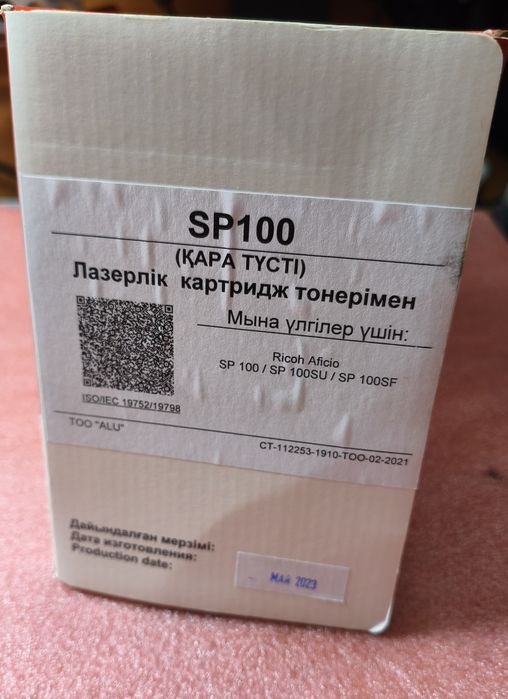 SP100
(ҚАРА ТҮСТІ)
Лазерлік картридж тонерімен
Мына үлгілер үшін:
Ricoh Aficio
SP 100 / SP 100SU / SP 100SF
ISO/IEC 19752/19798
ТОО "ALU"
СТ-112253-1910-ТОО-02-2021
Дайындалған мерзімі:
Дата изготовления:
Production date:
МАЙ 2023